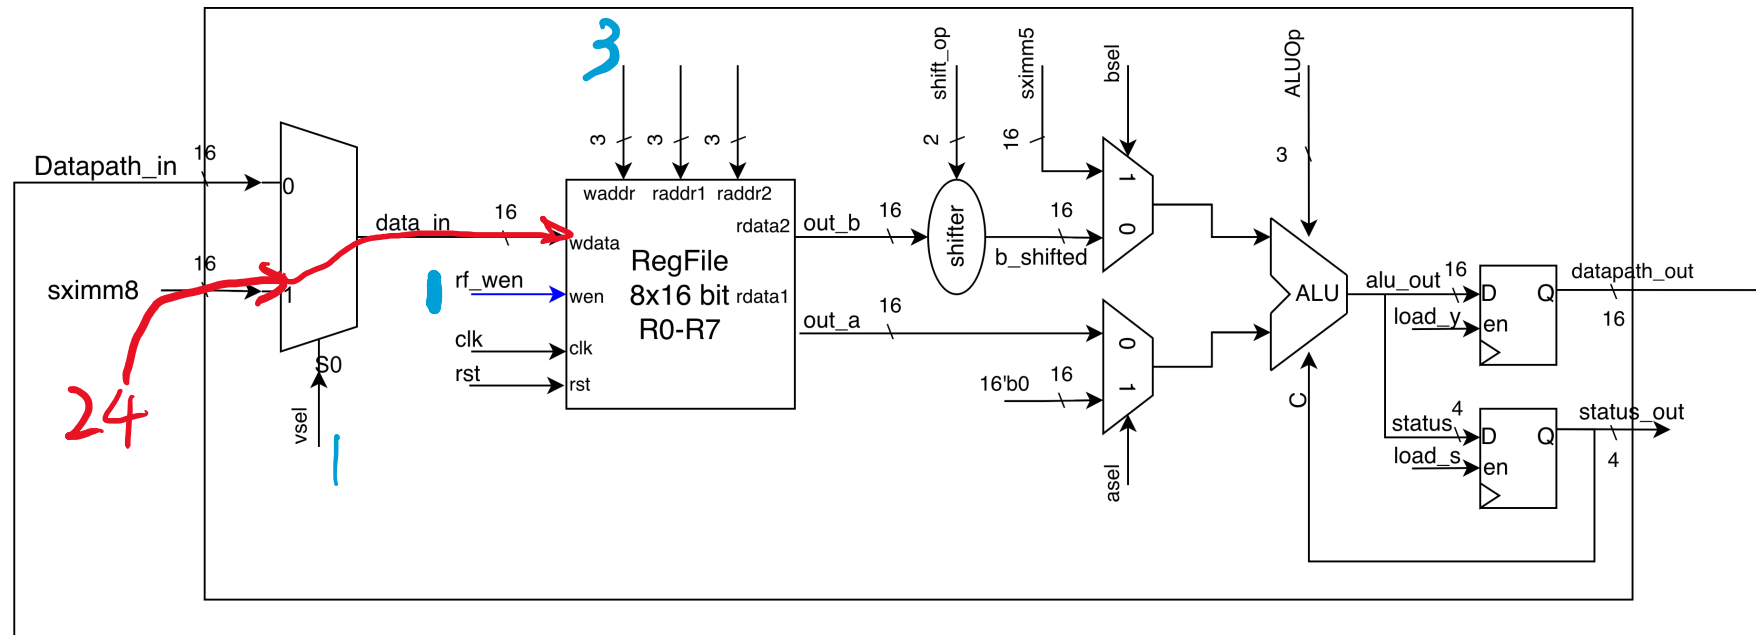 3
shift_op
sximm5
bsel
ALUOp
3
3
3
2
16
3
Datapath_in
16
0
waddr
raddr1
raddr2
1
0
data_in
16
wdata
rdata2
out_b
16
shifter
16
b_shifted
RegFile
8x16 bit
R0-R7
sximm8
16
1
rf_wen
wen
rdata1
out_a
16
clk
clk
rst
rst
0
1
16'b0
16
ALU
alu_out
16
D
Q
datapath_out
16
load_y
en
S0
vsel
1
24
1
asel
C
status
4
D
Q
status_out
4
load_s
en